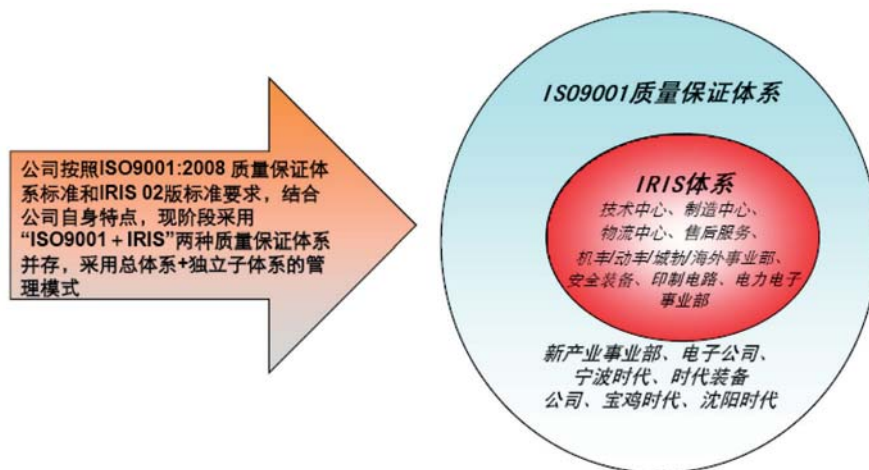 公司按照ISO9001:2008 质量保证体
系标准和IRIS 02版标准要求，结合
公司自身特点，现阶段采用
“ISO9001＋IRIS”两种质量保证体系
并存，采用总体系+独立子体系的管
理模式
ISO9001质量保证体系
IRIS体系
技术中心、制造中心、
物流中心、售后服务、
机车/动车/城轨/海外事业部、
安全装备、印制电路、电力电子
事业部
新产业事业部、电子公司、
宁波时代、时代装备
公司、宝鸡时代、沈阳时代